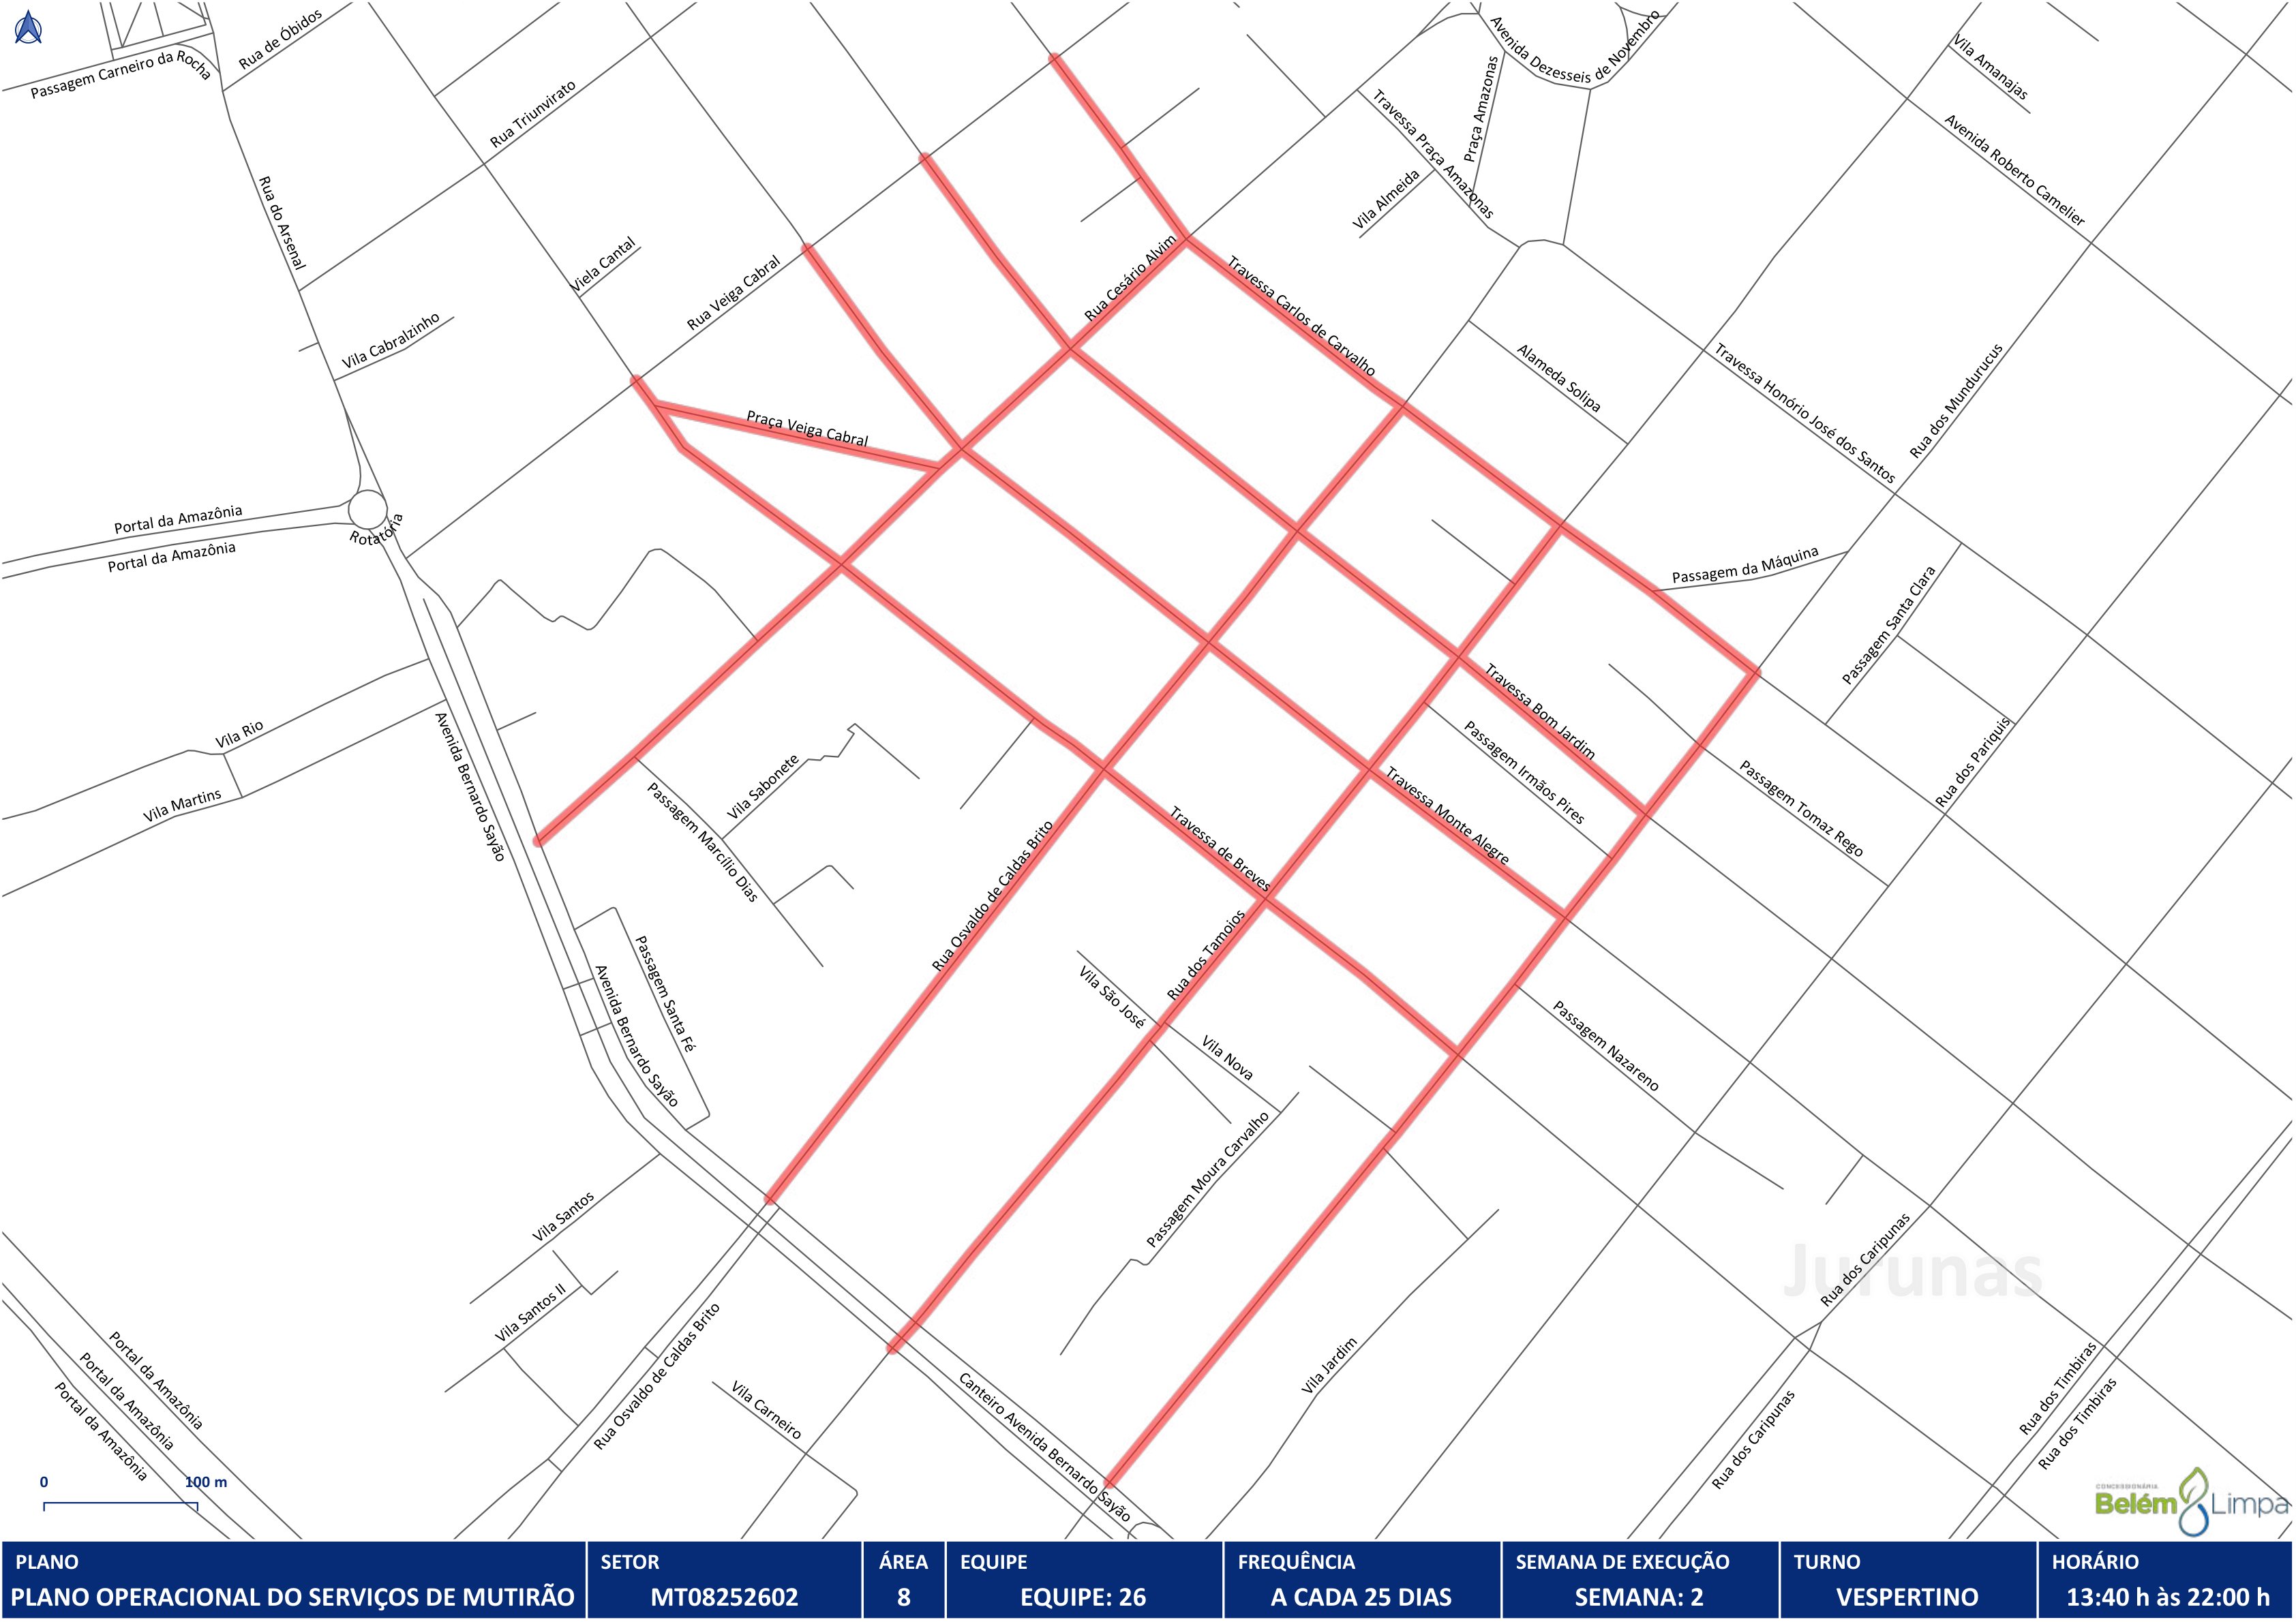 Rua de Óbidos
Passagem Carneiro da Rocha
Avenida Dezesseis de Novembro
Vila Amanajas
Rua Triunvirato
Praça Amazonas
Travessa Praça Amazonas
Avenida Roberto Camelier
Rua do Arsenal
Vila Almeida
Viela Cantal
Rua Veiga Cabral
Rua Cesário Alvim
Travessa Carlos de Carvalho
Vila Cabralzinho
Alameda Solipa
Travessa Honório José dos Santos
Rua dos Mundurucus
Praça Veiga Cabral
Portal da Amazônia
Rotatória
Portal da Amazônia
Passagem da Máquina
Passagem Santa Clara
Travessa Bom Jardim
Vila Rio
Avenida Bernardo Sayão
Passagem Irmãos Pires
Passagem Tomaz Rego
Rua dos Pariquis
Vila Sabonete
Vila Martins
Passagem Marcílio Dias
Travessa Monte Alegre
Travessa de Breves
Rua Osvaldo de Caldas Brito
Rua dos Tamoios
Passagem Santa Fé
Avenida Bernardo Sayão
Vila São José
Vila Nova
Passagem Nazareno
Passagem Moura Carvalho
Vila Santos
Jurunas
Rua dos Caripunas
Vila Santos II
Rua Osvaldo de Caldas Brito
Portal da Amazônia
Portal da Amazônia
Portal da Amazônia
Vila Carneiro
Canteiro Avenida Bernardo Sayão
Vila Jardim
Rua dos Caripunas
Rua dos Timbiras
Rua dos Timbiras
0 100 m
CONCESSIONÁRIA
Belém Limpa
PLANO SETOR ÁREA EQUIPE FREQUÊNCIA SEMANA DE EXECUÇÃO TURNO HORÁRIO
PLANO OPERACIONAL DO SERVIÇOS DE MUTIRÃO MT08252602 8 EQUIPE: 26 A CADA 25 DIAS SEMANA: 2 VESPERTINO 13:40 h às 22:00 h